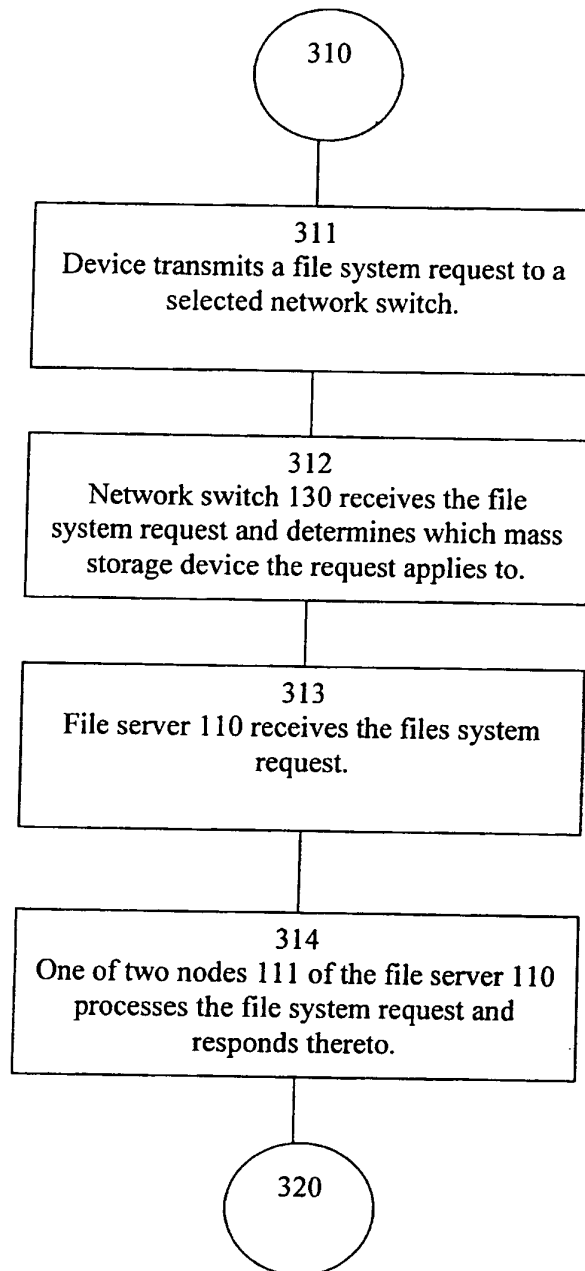 310
311
Device transmits a file system request to a
selected network switch.
312
Network switch 130 receives the file
system request and determines which mass
storage device the request applies to.
313
File server 110 receives the files system
request.
314
One of two nodes 111 of the file server 110
processes the file system request and
responds thereto.
320